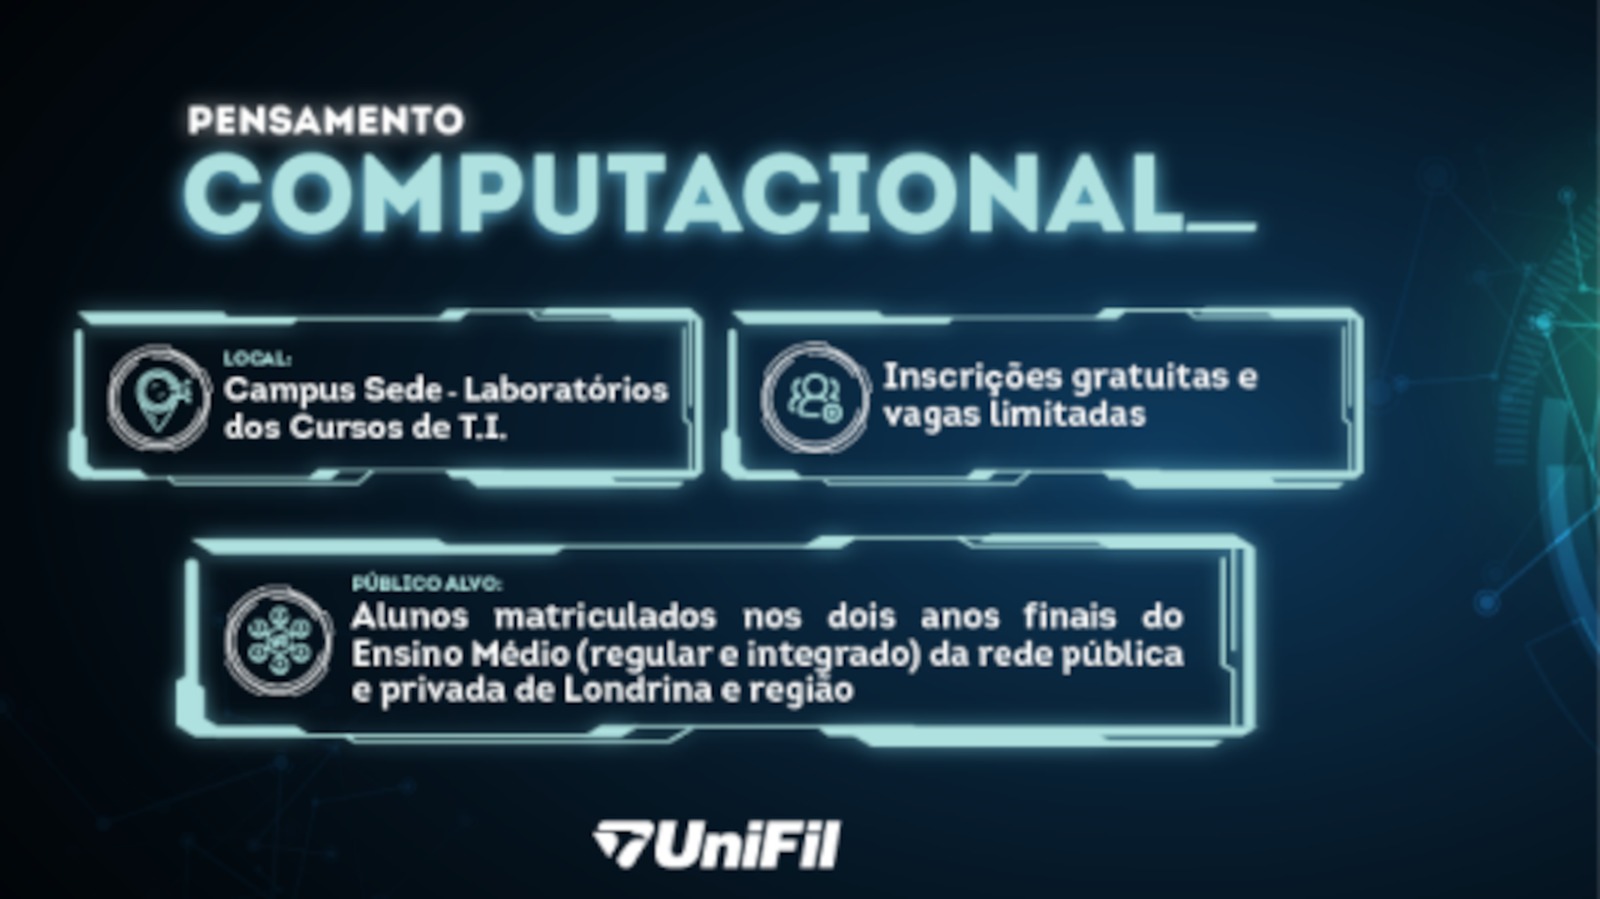 PENSAMENTO
COMPUTACIONAL_
LOCAL:
Campus Sede - Laboratórios
dos Cursos de T.I.
Inscrições gratuitas e
vagas limitadas
PÚBLICO ALVO:
Alunos matriculados nos dois anos finais do
Ensino Médio (regular e integrado) da rede pública
e privada de Londrina e região
UniFil